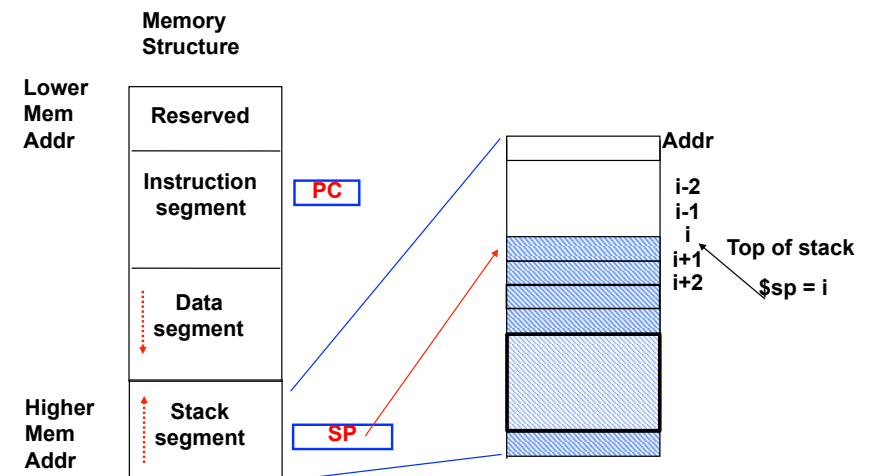 Memory
Structure
Lower
Mem
Addr
Reserved
Instruction
segment
PC
Data
segment
Higher
Mem
Addr
Stack
segment
SP
Addr
i-2
i-1
i
i+1
i+2
Top of stack
$sp = i